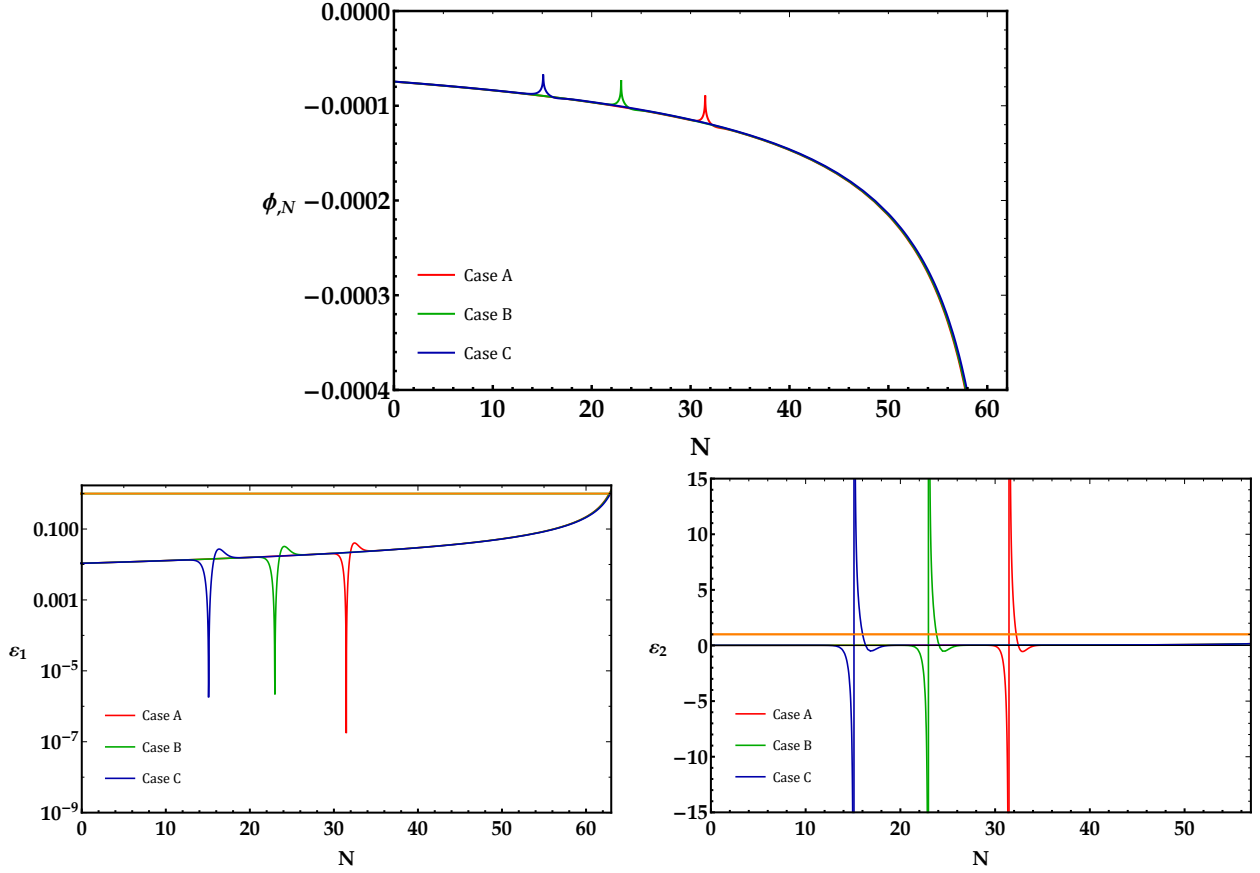 0.0000
-0.0001
ϕ,N -0.0002
-0.0003
-0.0004
Case A
Case B
Case C
0 10 20 30 40 50 60
N
0.100
0.001
ε1
10^-5
10^-7
10^-9
Case A
Case B
Case C
0 10 20 30 40 50 60
N
15
10
5
ε2 0
-5
-10
-15
Case A
Case B
Case C
0 10 20 30 40 50
N